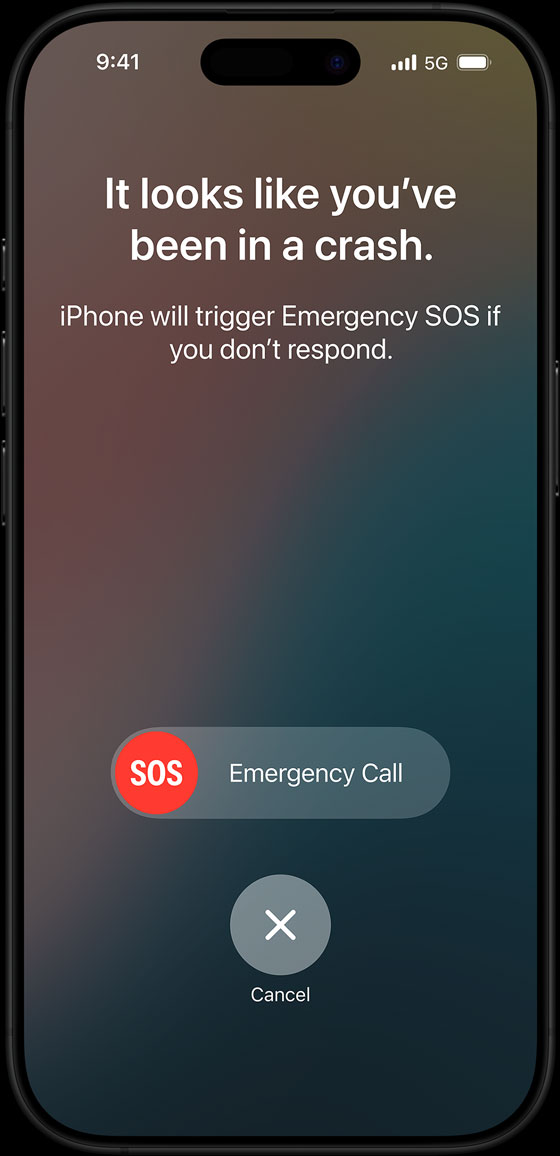 9:41
5G
It looks like you’ve
been in a crash.
iPhone will trigger Emergency SOS if
you don’t respond.
SOS
Emergency Call
Cancel